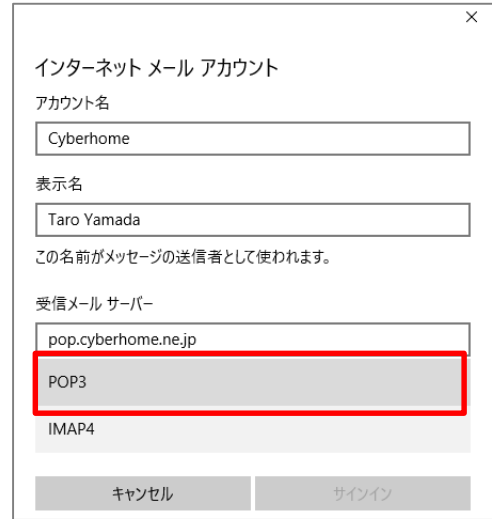 インターネット メール アカウント
アカウント名
Cyberhome
表示名
Taro Yamada
この名前がメッセージの送信者として使われます。
受信メール サーバー
pop.cyberhome.ne.jp
POP3
IMAP4
キャンセル サインイン